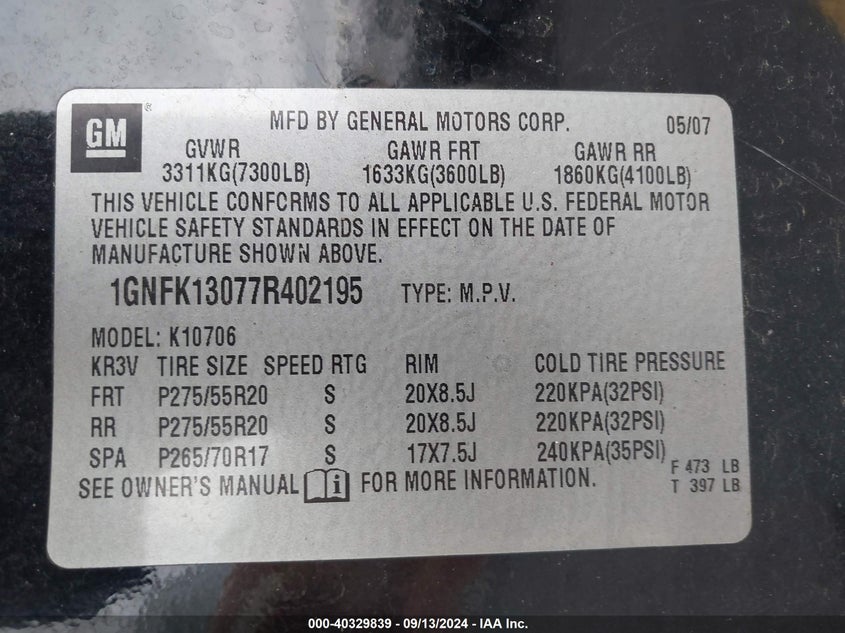 GM ®
MFD BY GENERAL MOTORS CORP. 05/07
GVWR GAWR FRT GAWR RR
3311KG(7300LB) 1633KG(3600LB) 1860KG(4100LB)
THIS VEHICLE CONFORMS TO ALL APPLICABLE U.S. FEDERAL MOTOR
VEHICLE SAFETY STANDARDS IN EFFECT ON THE DATE OF
MANUFACTURE SHOWN ABOVE.
1GNFK13077R402195 TYPE: M.P.V.
MODEL: K10706
KR3V TIRE SIZE SPEED RTG RIM COLD TIRE PRESSURE
FRT P275/55R20 S 20X8.5J 220KPA(32PSI)
RR P275/55R20 S 20X8.5J 220KPA(32PSI)
SPA P265/70R17 S 17X7.5J 240KPA(35PSI)
F 473 LB
SEE OWNER'S MANUAL i FOR MORE INFORMATION.
T 397 LB
000-40329839 - 09/13/2024 - IAA Inc.